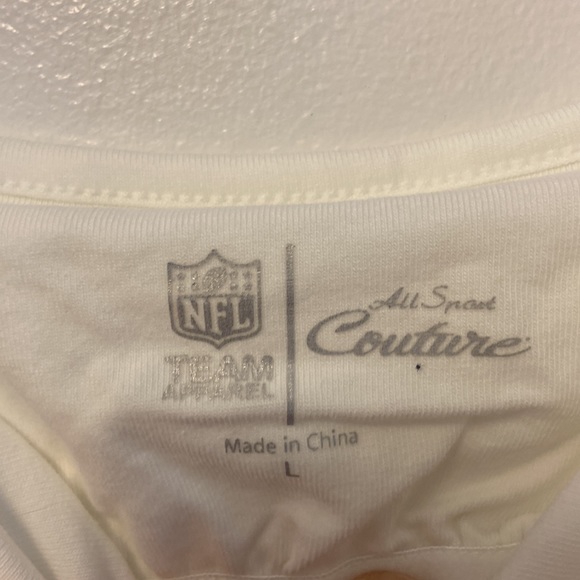 NFL
TEAM
APPAREL
All Sport
Couture
Made in China
L